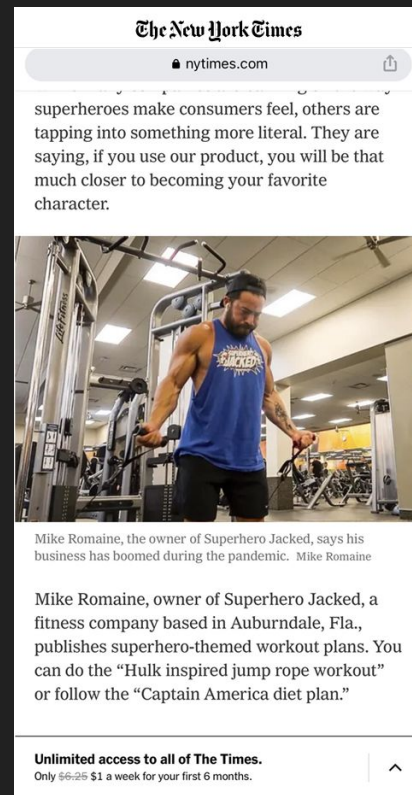 The New York Times
nytimes.com
superheroes make consumers feel, others are
tapping into something more literal. They are
saying, if you use our product, you will be that
much closer to becoming your favorite
character.
LifeFitness
SUPERHERO
JACKED
Mike Romaine, the owner of Superhero Jacked, says his
business has boomed during the pandemic. Mike Romaine
Mike Romaine, owner of Superhero Jacked, a
fitness company based in Auburndale, Fla.,
publishes superhero-themed workout plans. You
can do the “Hulk inspired jump rope workout”
or follow the “Captain America diet plan.”
Unlimited access to all of The Times.
Only $6.25 $1 a week for your first 6 months.